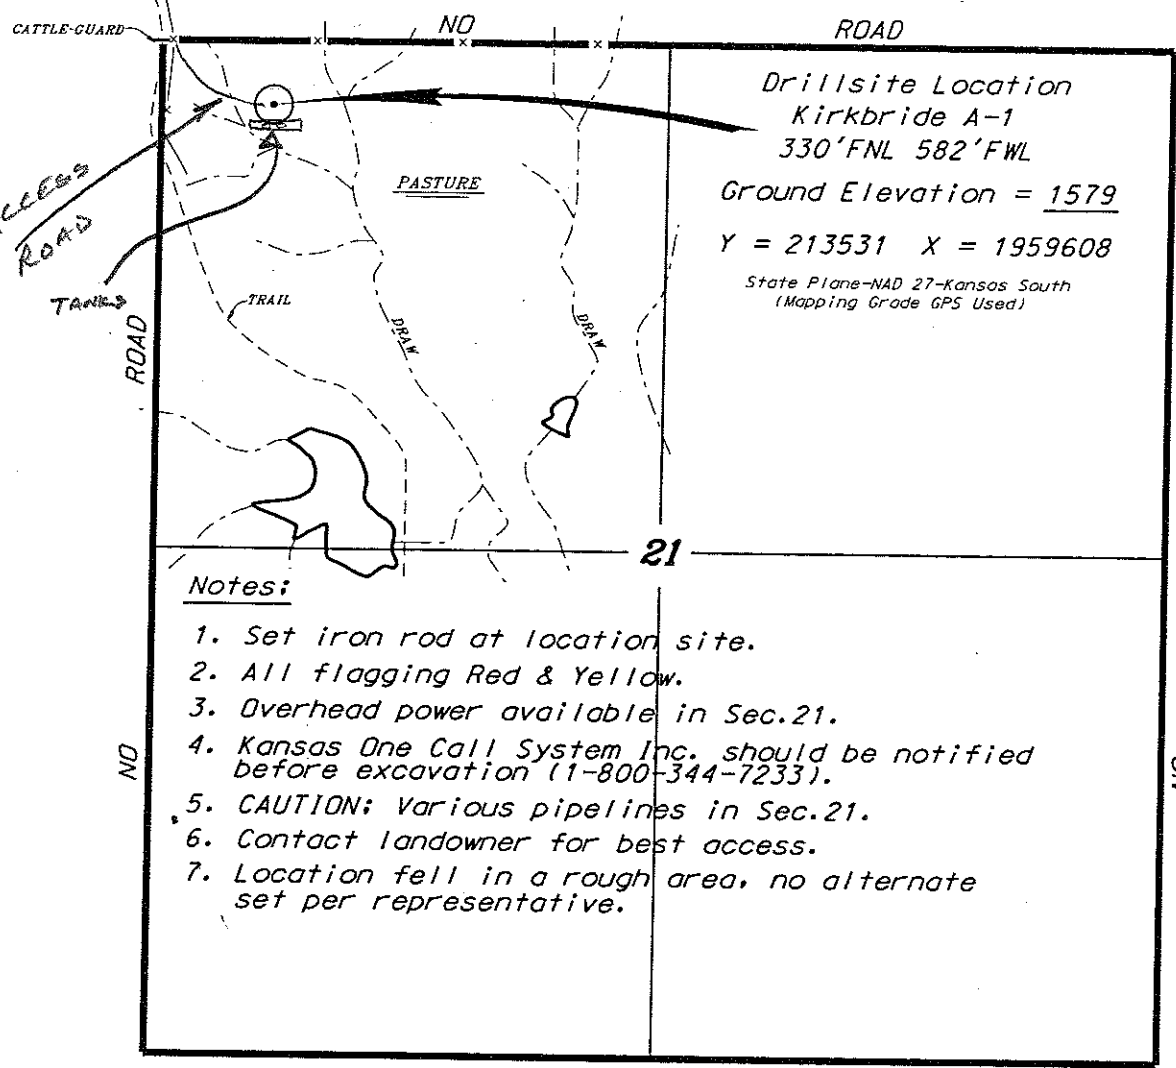 CATTLE-GUARD
NO ROAD
Drillsite Location
Kirkbride A-1
330'FNL 582'FWL
Ground Elevation = 1579
Y = 213531 X = 1959608
State Plane-NAD 27-Kansas South
(Mapping Grade GPS Used)
PASTURE
ACCESS
ROAD
TANKS
TRAIL
DRAW
DRAW
ROAD
NO
21
Notes:
1. Set iron rod at location site.
2. All flagging Red & Yellow.
3. Overhead power available in Sec.21.
4. Kansas One Call System Inc. should be notified
before excavation (1-800-344-7233).
5. CAUTION: Various pipelines in Sec.21.
6. Contact landowner for best access.
7. Location fell in a rough area, no alternate
set per representative.